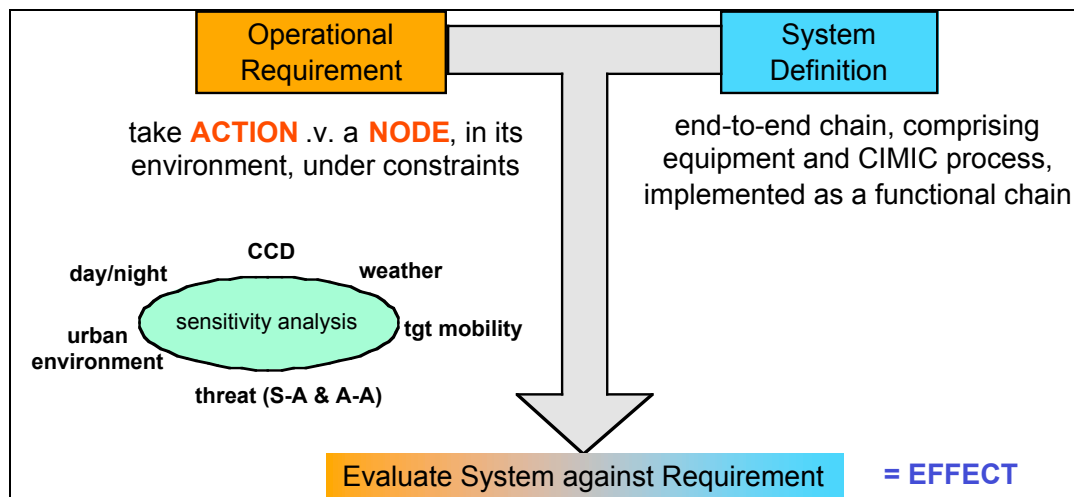 Operational
Requirement
System
Definition
take ACTION .v. a NODE, in its
environment, under constraints
end-to-end chain, comprising
equipment and CIMIC process,
implemented as a functional chain
CCD
day/night
weather
sensitivity analysis
tgt mobility
urban
environment
threat (S-A & A-A)
Evaluate System against Requirement
= EFFECT